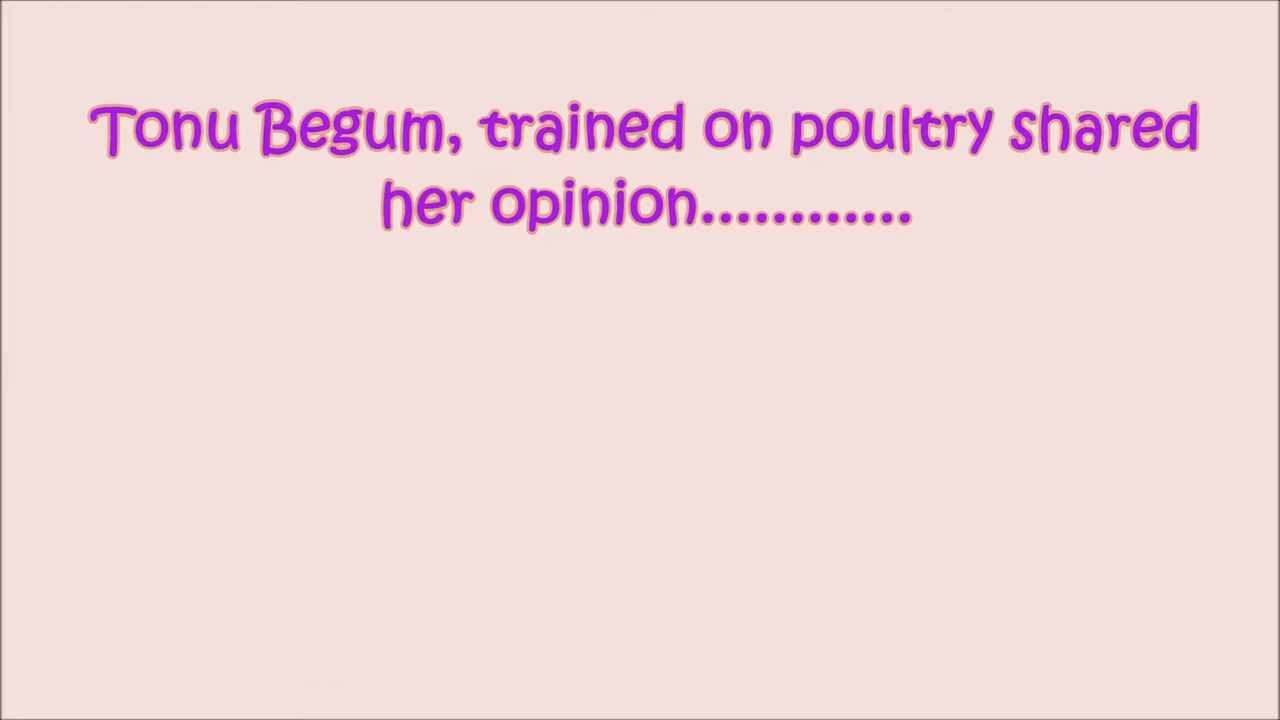 Tonu Begum, trained on poultry shared
her opinion............